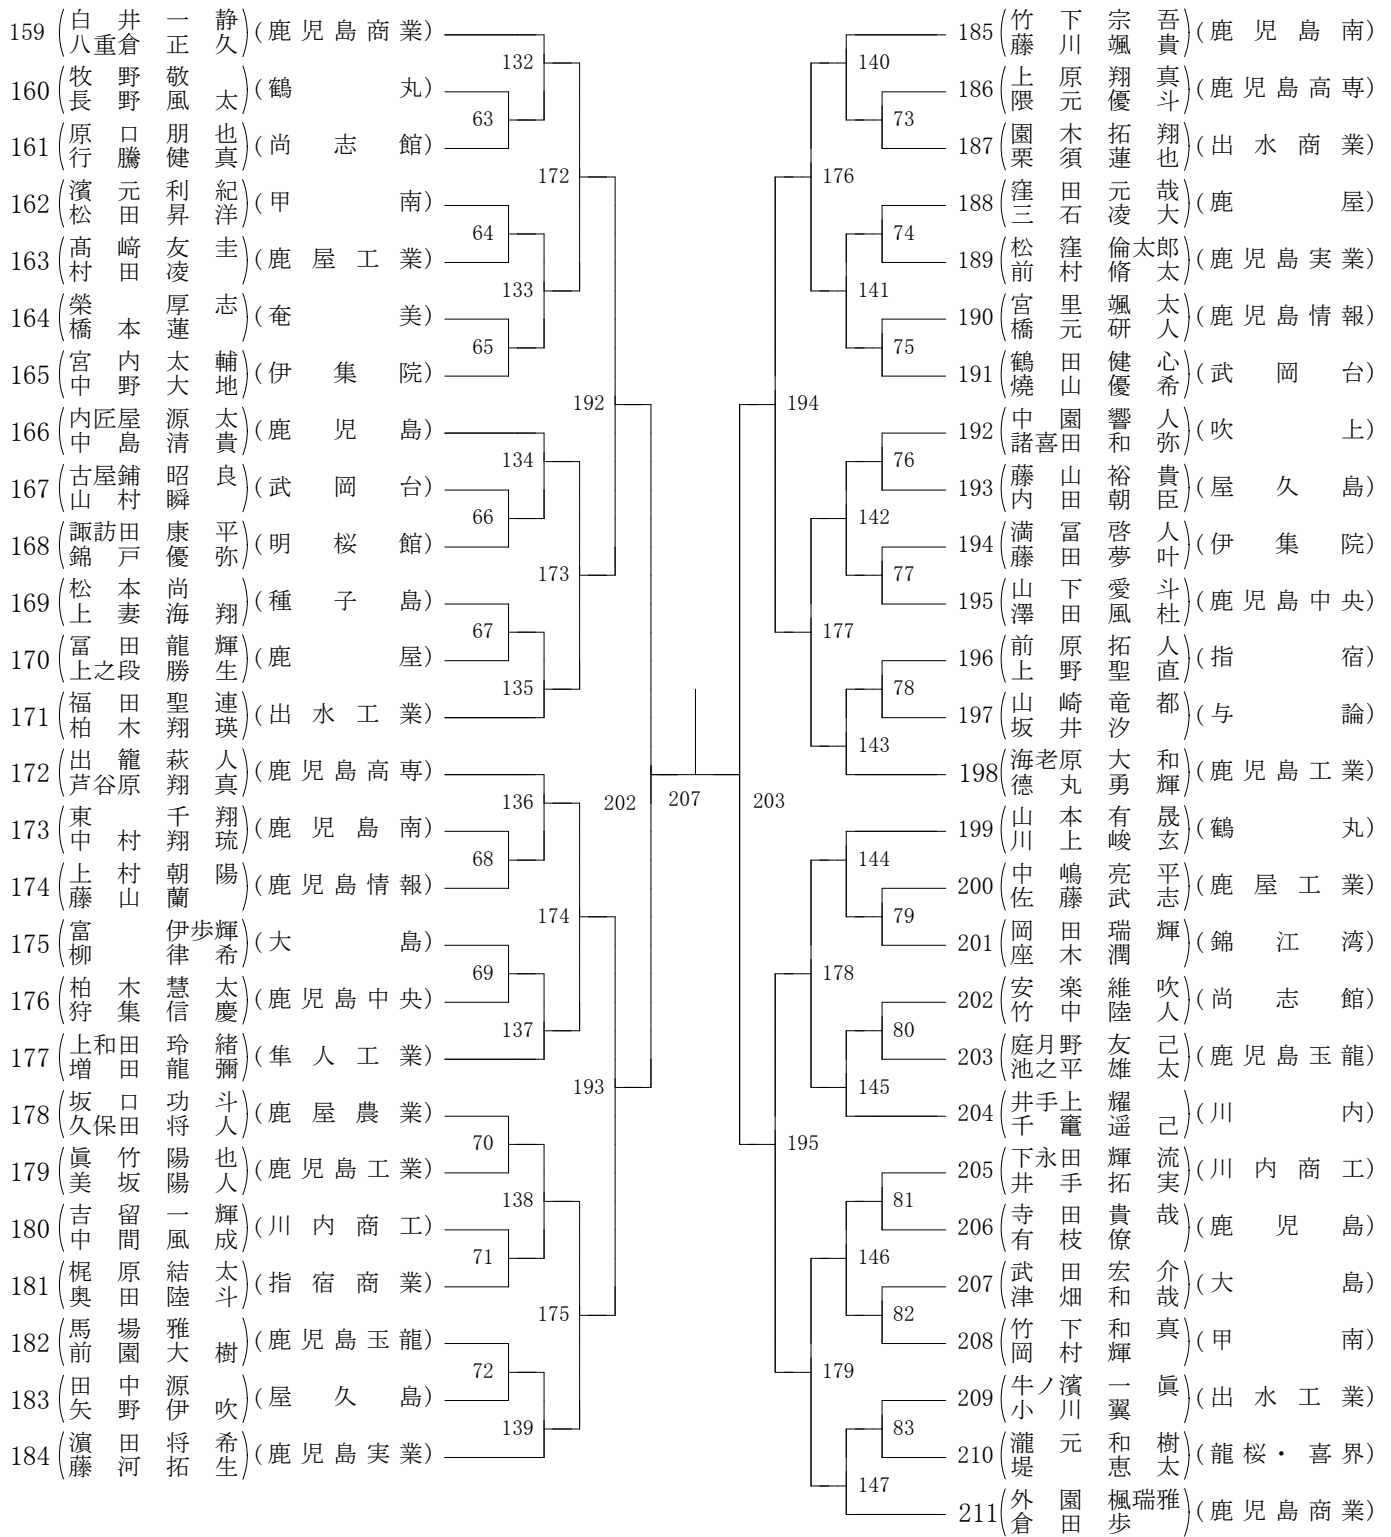 159 (白井一静 八重倉正久)(鹿児島商業)
160 (牧野敬 長野風太)(鶴丸)
161 (原口朋也 行騰健真)(尚志館)
162 (濱元利紀 松田昇洋)(甲南)
163 (髙﨑友圭 村田凌)(鹿屋工業)
164 (榮厚志 橋本蓮)(奄美)
165 (宮内太輔 中野大地)(伊集院)
166 (内匠屋源太 中島清貴)(鹿児島)
167 (古屋鋪昭良 山村瞬)(武岡台)
168 (諏訪田康平 錦戸優弥)(明桜館)
169 (松本尚 上妻海翔)(種子島)
170 (冨田龍輝 上之段勝生)(鹿屋)
171 (福田聖連 柏木翔瑛)(出水工業)
172 (出籠萩人 芦谷原翔真)(鹿児島高専)
173 (東千翔 中村翔琉)(鹿児島南)
174 (上村朝陽 藤山蘭)(鹿児島情報)
175 (富伊歩輝 柳律希)(大島)
176 (柏木慧太 狩集信慶)(鹿児島中央)
177 (上和田玲緒 増田龍彌)(隼人工業)
178 (坂口功斗 久保田将人)(鹿屋農業)
179 (眞竹陽也 美坂陽人)(鹿児島工業)
180 (吉留一輝 中間風成)(川内商工)
181 (梶原結太 奥田陸斗)(指宿商業)
182 (馬場雅 前園大樹)(鹿児島玉龍)
183 (田中源 矢野伊吹)(屋久島)
184 (濵田将希 藤河拓生)(鹿児島実業)
132
63
172
64
133
65
192
134
66
173
67
135
202
136
68
174
69
137
193
70
138
71
175
72
139
207
203
140
73
176
74
141
75
194
76
142
77
177
78
143
144
79
178
80
145
195
81
146
82
179
83
147
185 (竹下宗吾 藤川颯貴)(鹿児島南)
186 (上原翔真 隈元優斗)(鹿児島高専)
187 (園木拓翔 栗須蓮也)(出水商業)
188 (窪田元哉 三石凌大)(鹿屋)
189 (松窪倫太郎 前村脩太)(鹿児島実業)
190 (宮里颯太 橋元研人)(鹿児島情報)
191 (鶴田健心 燒山優希)(武岡台)
192 (中園響人 諸喜田和弥)(吹上)
193 (藤山裕貴 内田朝臣)(屋久島)
194 (満冨啓人 藤田夢叶)(伊集院)
195 (山下愛斗 澤田風杜)(鹿児島中央)
196 (前原拓人 上野聖直)(指宿)
197 (山崎竜都 坂井汐)(与論)
198 (海老原大和 德丸勇輝)(鹿児島工業)
199 (山本有晟 川上峻玄)(鶴丸)
200 (中嶋亮平 佐藤武志)(鹿屋工業)
201 (岡田瑞輝 座木潤)(錦江湾)
202 (安楽維吹 竹中陸人)(尚志館)
203 (庭月野友己 池之平雄太)(鹿児島玉龍)
204 (井手上耀 千竈遥己)(川内)
205 (下永田輝流 井手拓実)(川内商工)
206 (寺田貴哉 有枝僚)(鹿児島)
207 (武田宏介 津畑和哉)(大島)
208 (竹下和真 岡村輝)(甲南)
209 (牛ノ濱一眞 小川翼)(出水工業)
210 (瀧元和樹 堤恵太)(龍桜・喜界)
211 (外園楓瑞雅 倉田歩)(鹿児島商業)